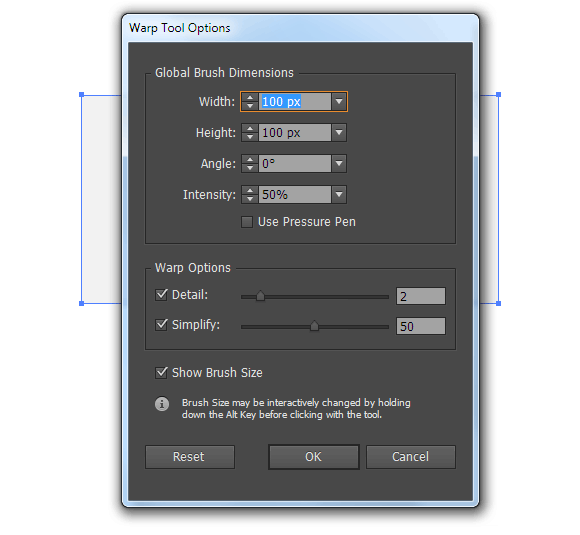 Warp Tool Options
Global Brush Dimensions
Width: 100 px
Height: 100 px
Angle: 0°
Intensity: 50%
Use Pressure Pen
Warp Options
Detail: 2
Simplify: 50
Show Brush Size
Brush Size may be interactively changed by holding
down the Alt Key before clicking with the tool.
Reset OK Cancel